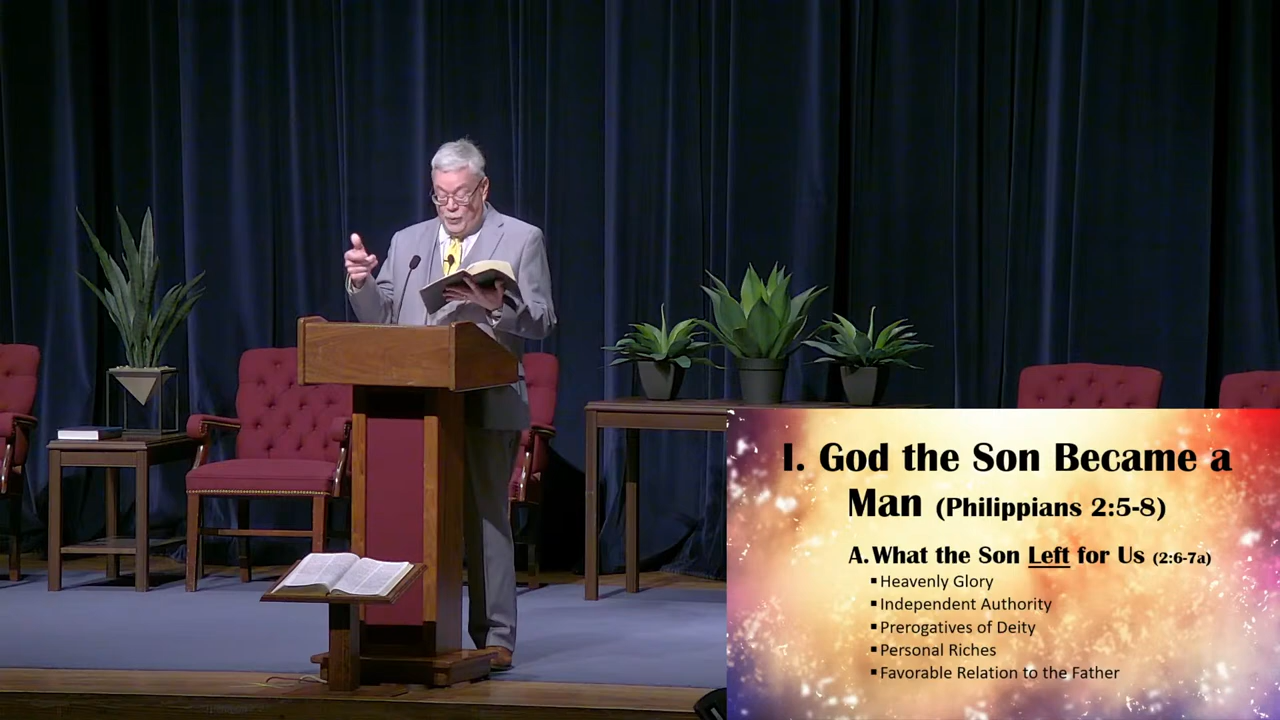 I. God the Son Became a
Man (Philippians 2:5-8)
A. What the Son Left for Us (2:6-7a)
▪ Heavenly Glory
▪ Independent Authority
▪ Prerogatives of Deity
▪ Personal Riches
▪ Favorable Relation to the Father